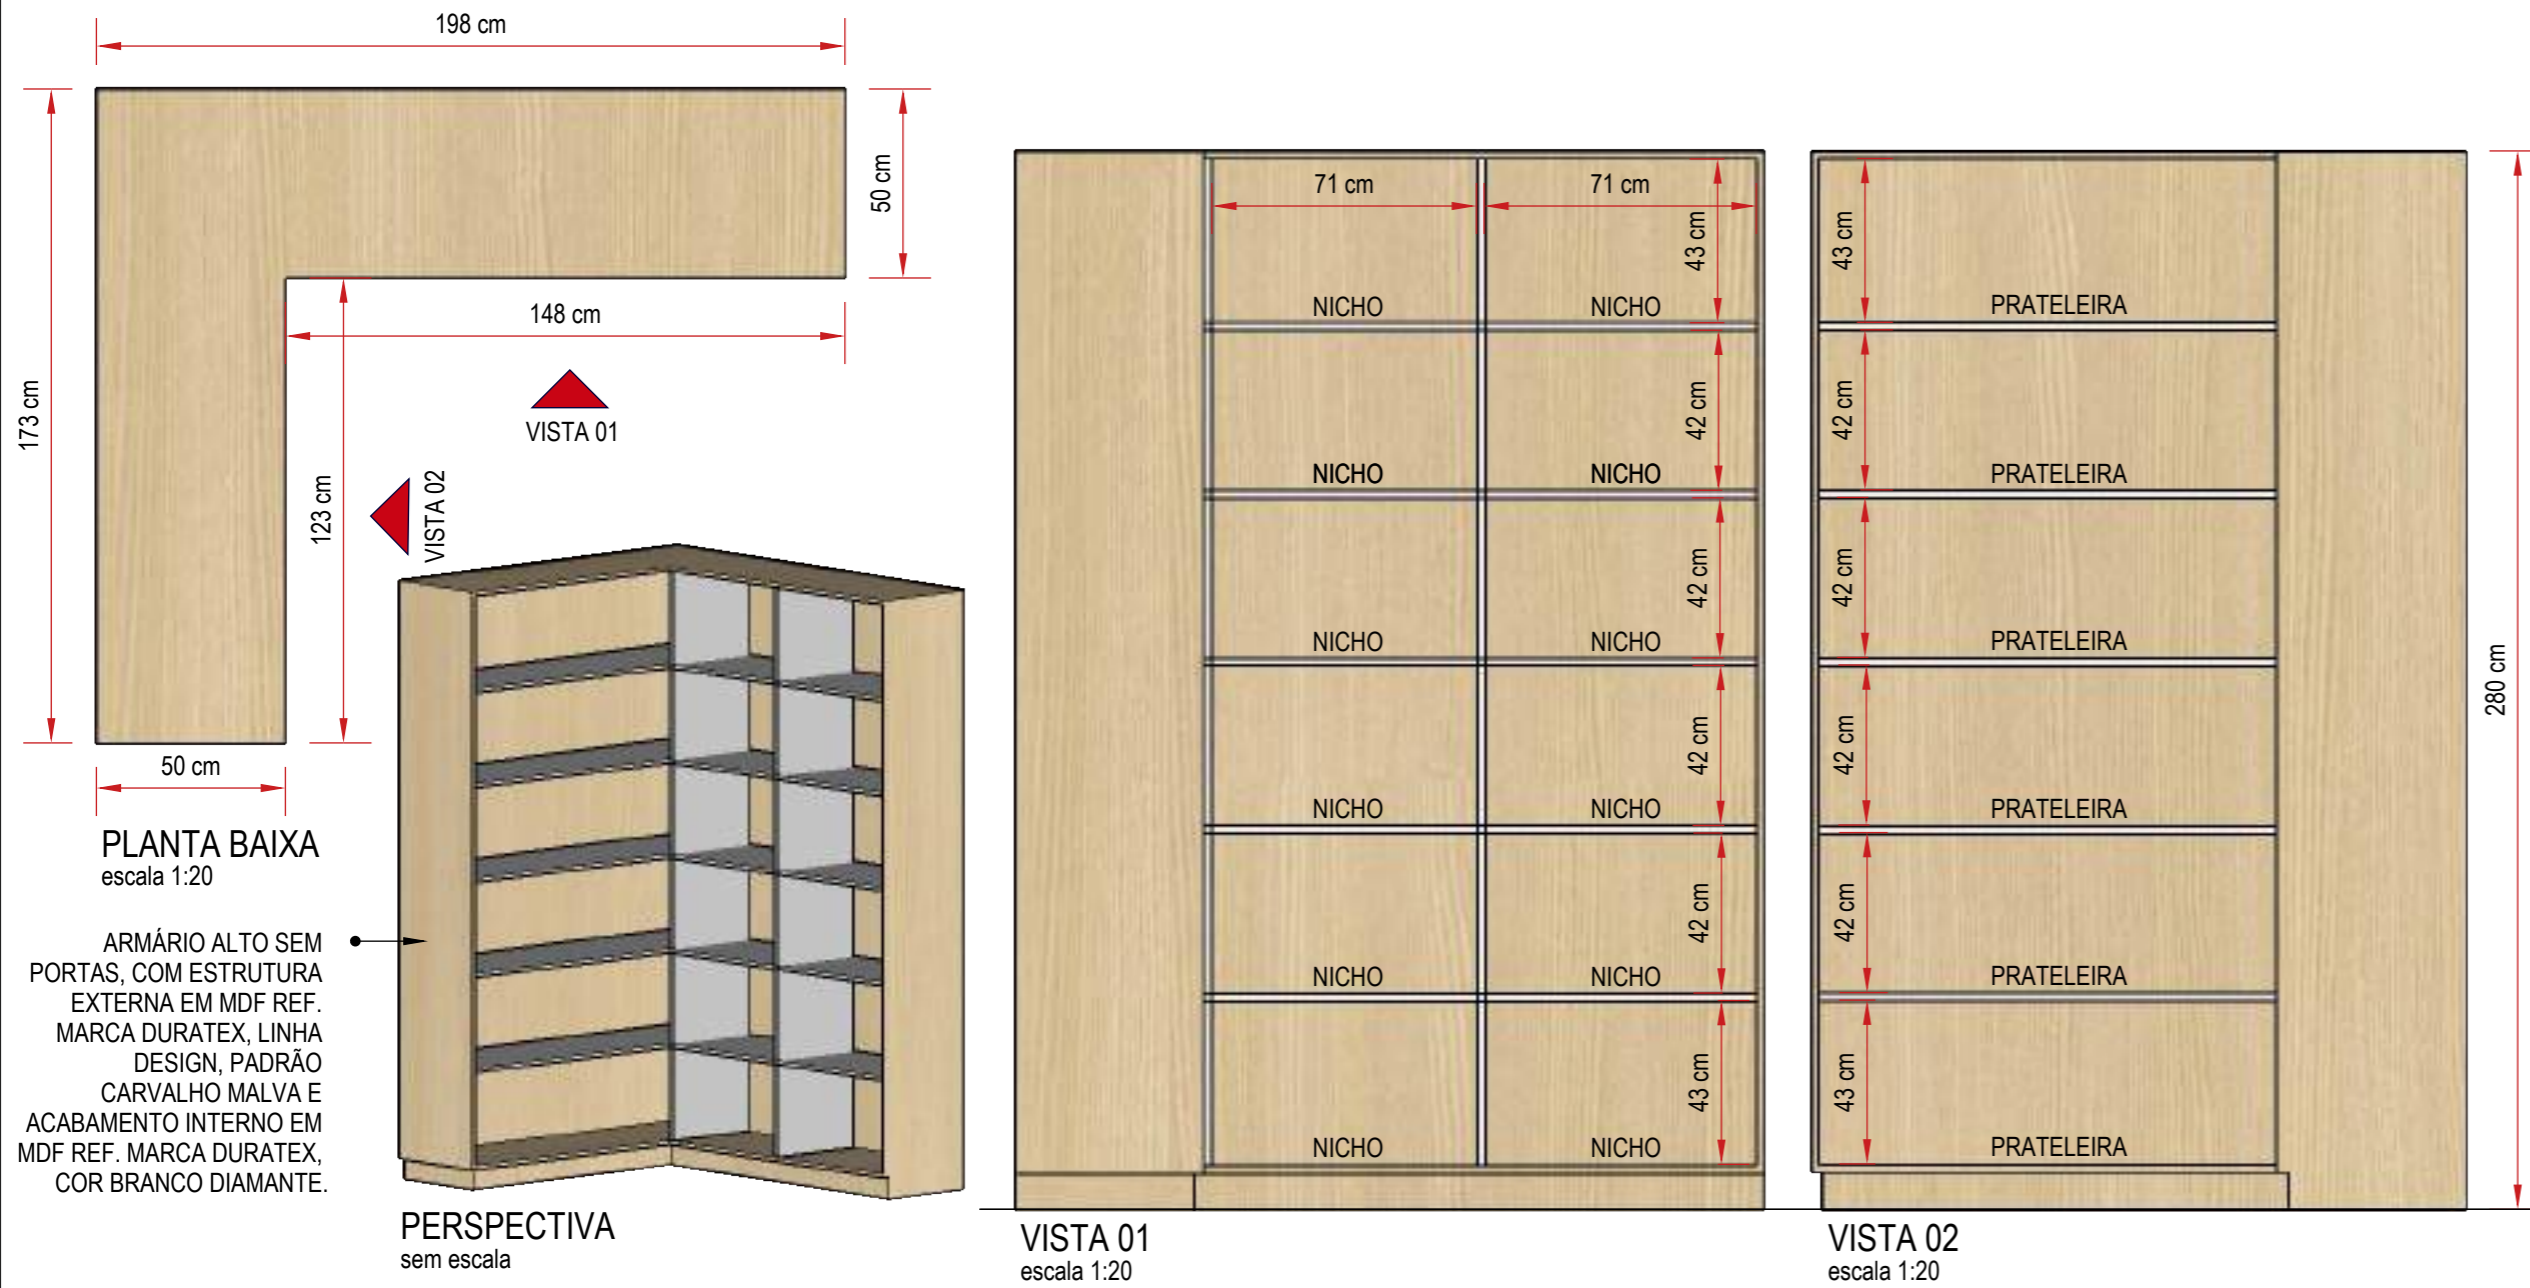 198 cm
173 cm
50 cm
148 cm
123 cm
50 cm
VISTA 01
VISTA 02
PLANTA BAIXA
escala 1:20
ARMÁRIO ALTO SEM
PORTAS, COM ESTRUTURA
EXTERNA EM MDF REF.
MARCA DURATEX, LINHA
DESIGN, PADRÃO
CARVALHO MALVA E
ACABAMENTO INTERNO EM
MDF REF. MARCA DURATEX,
COR BRANCO DIAMANTE.
PERSPECTIVA
sem escala
71 cm
71 cm
43 cm
NICHO
NICHO
42 cm
NICHO
NICHO
42 cm
NICHO
NICHO
42 cm
NICHO
NICHO
42 cm
NICHO
NICHO
43 cm
NICHO
NICHO
VISTA 01
escala 1:20
43 cm
PRATELEIRA
42 cm
PRATELEIRA
42 cm
PRATELEIRA
42 cm
PRATELEIRA
42 cm
PRATELEIRA
43 cm
PRATELEIRA
280 cm
VISTA 02
escala 1:20